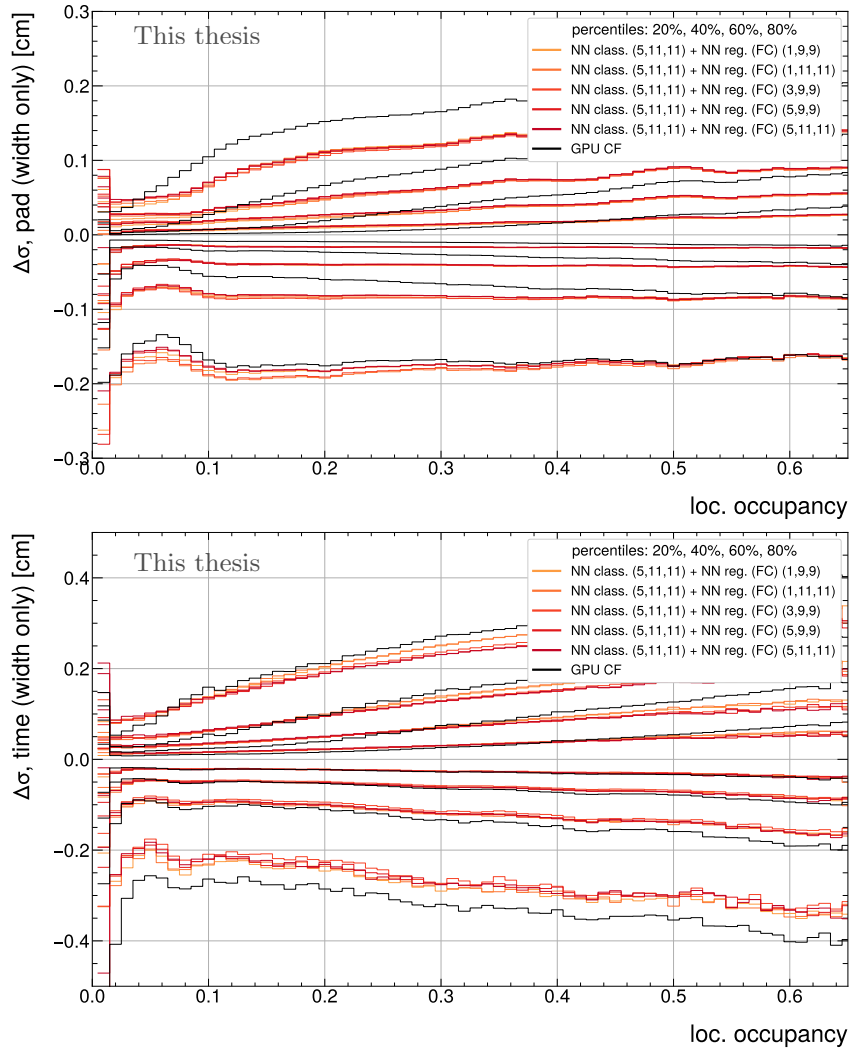 This thesis
percentiles: 20%, 40%, 60%, 80%
NN class. (5,11,11) + NN reg. (FC) (1,9,9)
NN class. (5,11,11) + NN reg. (FC) (1,11,11)
NN class. (5,11,11) + NN reg. (FC) (3,9,9)
NN class. (5,11,11) + NN reg. (FC) (5,9,9)
NN class. (5,11,11) + NN reg. (FC) (5,11,11)
GPU CF
Δσ, pad (width only) [cm]
0.3
0.2
0.1
0.0
−0.1
−0.2
−0.3
0.0 0.1 0.2 0.3 0.4 0.5 0.6
loc. occupancy
This thesis
percentiles: 20%, 40%, 60%, 80%
NN class. (5,11,11) + NN reg. (FC) (1,9,9)
NN class. (5,11,11) + NN reg. (FC) (1,11,11)
NN class. (5,11,11) + NN reg. (FC) (3,9,9)
NN class. (5,11,11) + NN reg. (FC) (5,9,9)
NN class. (5,11,11) + NN reg. (FC) (5,11,11)
GPU CF
Δσ, time (width only) [cm]
0.4
0.2
0.0
−0.2
−0.4
0.0 0.1 0.2 0.3 0.4 0.5 0.6
loc. occupancy